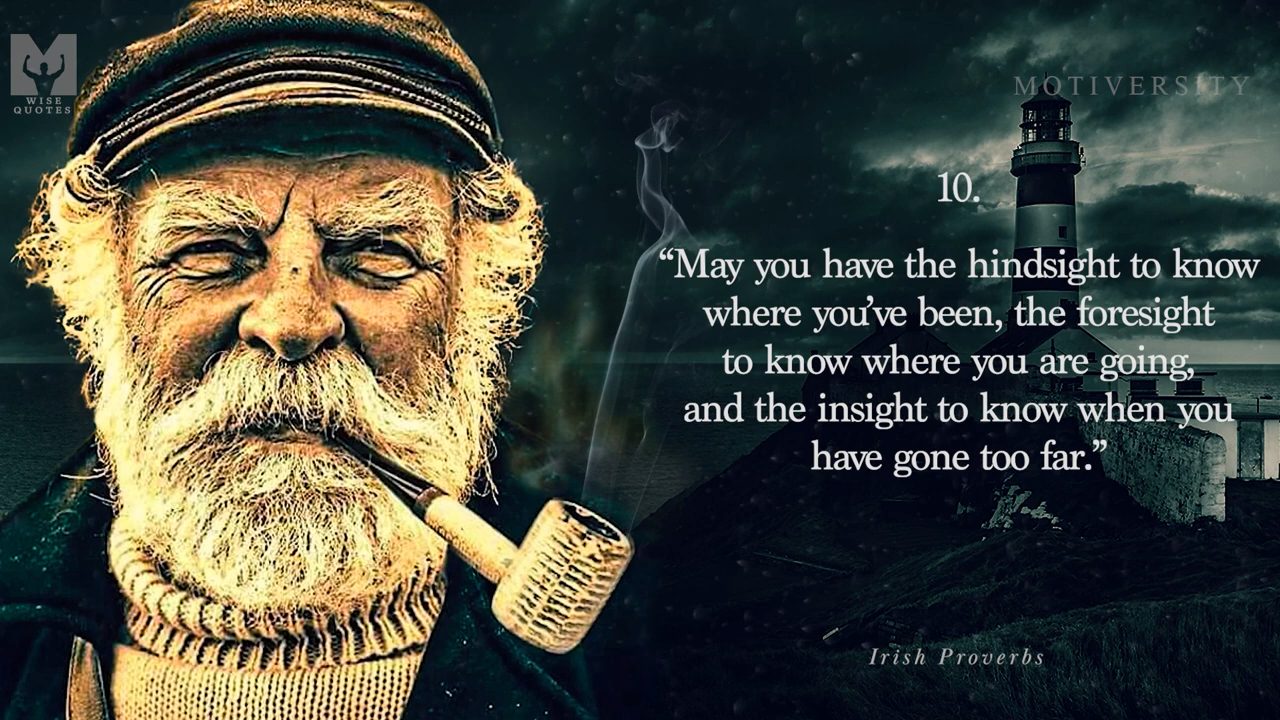 WISE
QUOTES
MOTIVERSITY
10.
“May you have the hindsight to know
where you’ve been, the foresight
to know where you are going,
and the insight to know when you
have gone too far.”
Irish Proverbs